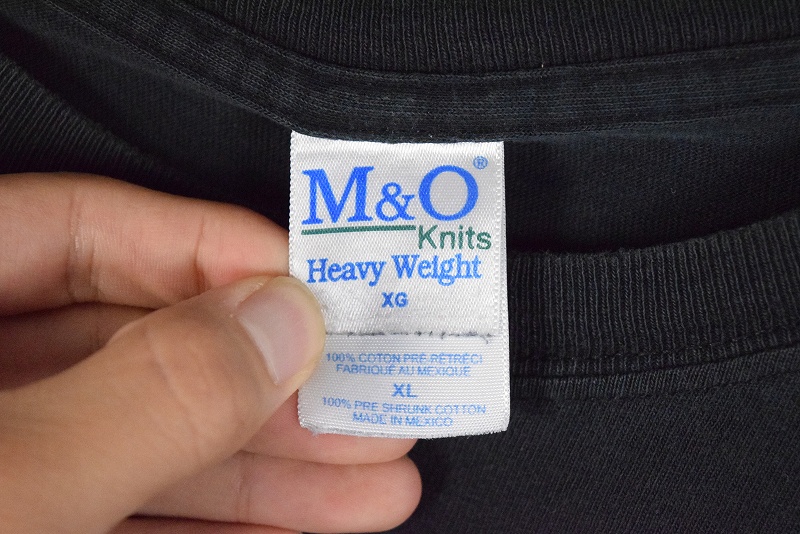 M&O®
Knits
Heavy Weight
XG
100% COTON PRÉ-RÉTRÉCI
FABRIQUÉ AU MEXIQUE
XL
100% PRE SHRUNK COTTON
MADE IN MEXICO